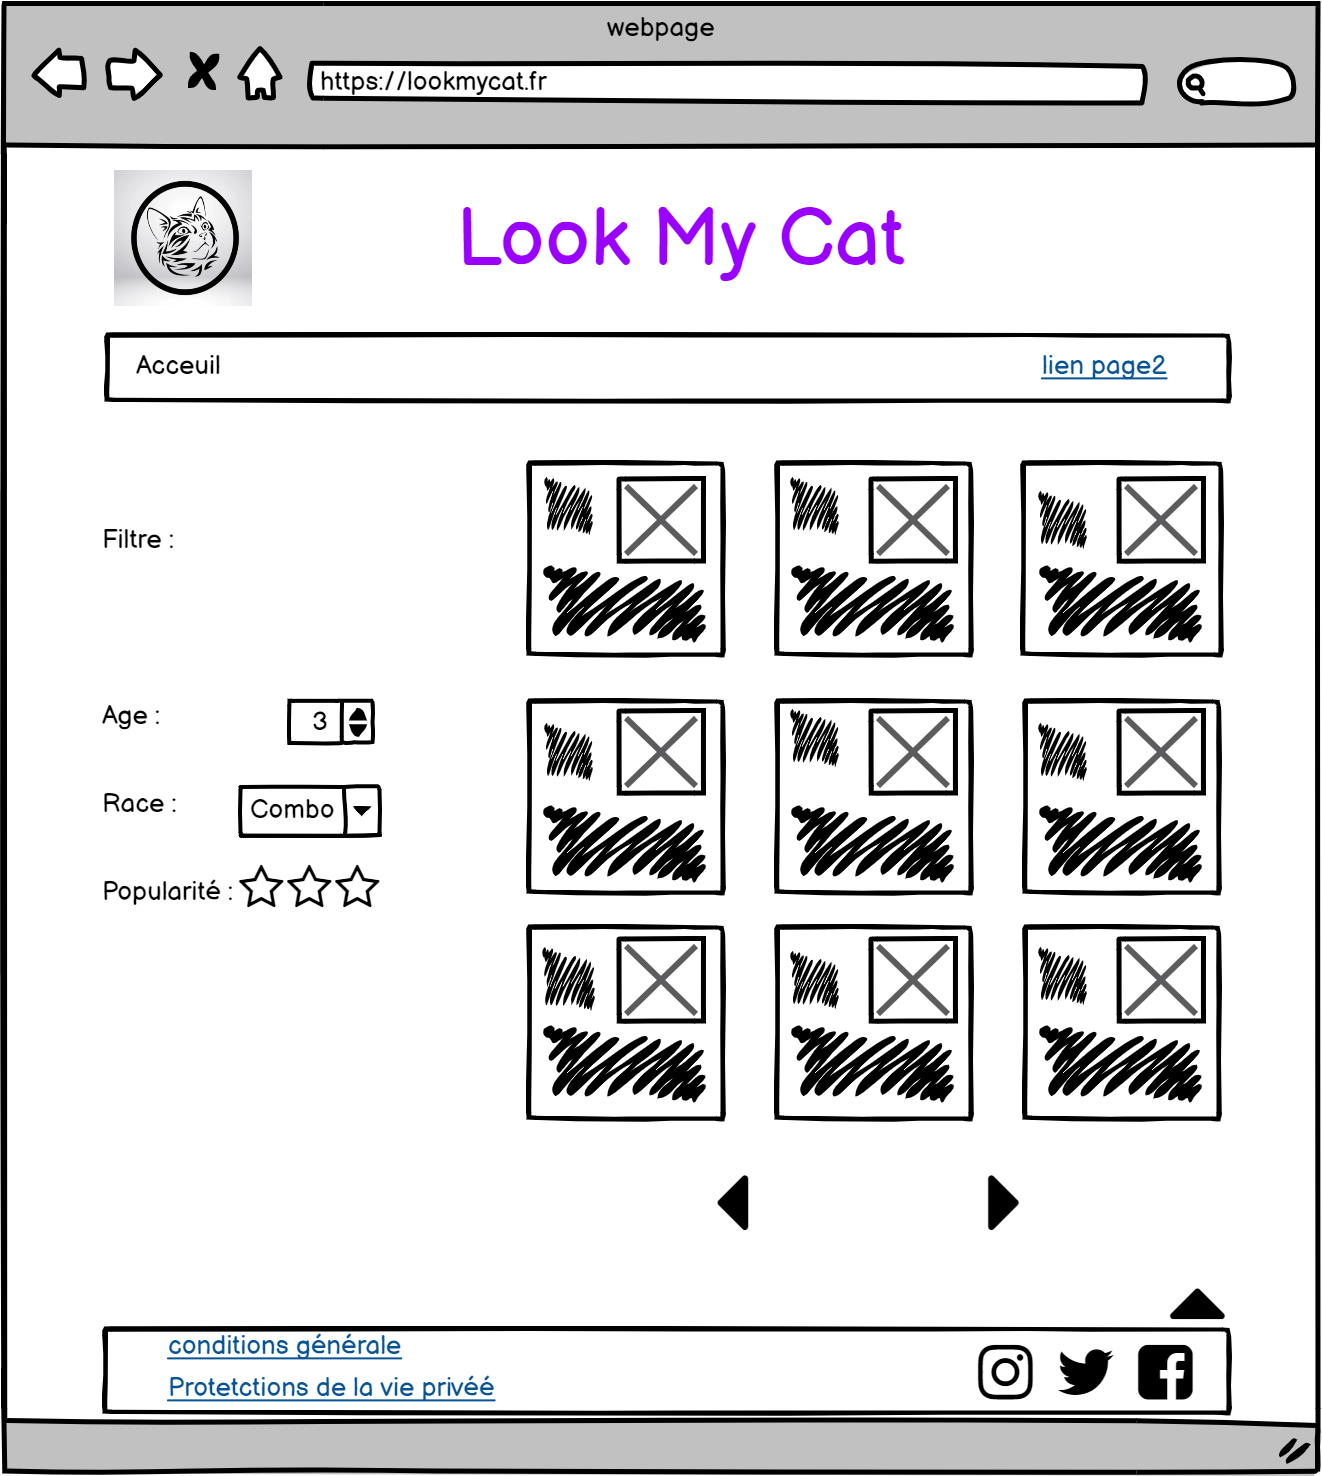 webpage
https://lookmycat.fr
Look My Cat
Acceuil
lien page2
Filtre :
Age :
3
Race :
Combo
Popularité :
conditions générale
Protetctions de la vie privéé